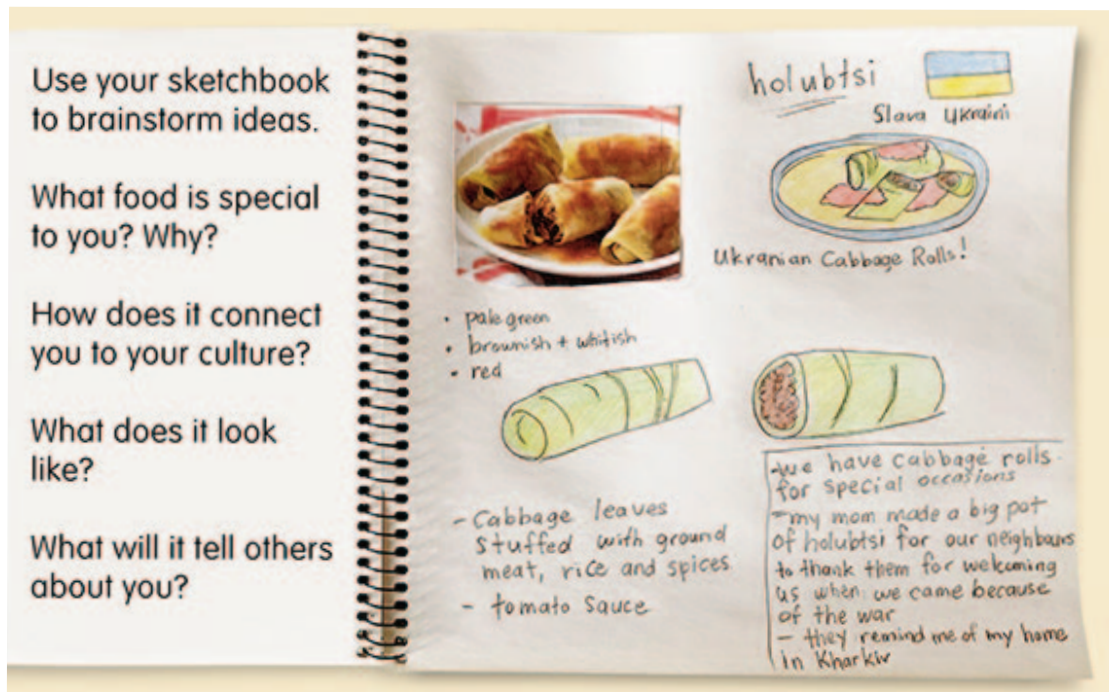 Use your sketchbook
to brainstorm ideas.
What food is special
to you? Why?
How does it connect
you to your culture?
What does it look
like?
What will it tell others
about you?
holubtsi
Slava Ukraini
Ukranian Cabbage Rolls!
• pale green
• brownish + whitish
• red
- Cabbage leaves
stuffed with ground
meat, rice and spices
- tomato sauce
-we have cabbage rolls
for special occasions
-my mom made a big pot
of holubtsi for our neighbours
to thank them for welcoming
us when we came because
of the war
- they remind me of my home
in Kharkiv